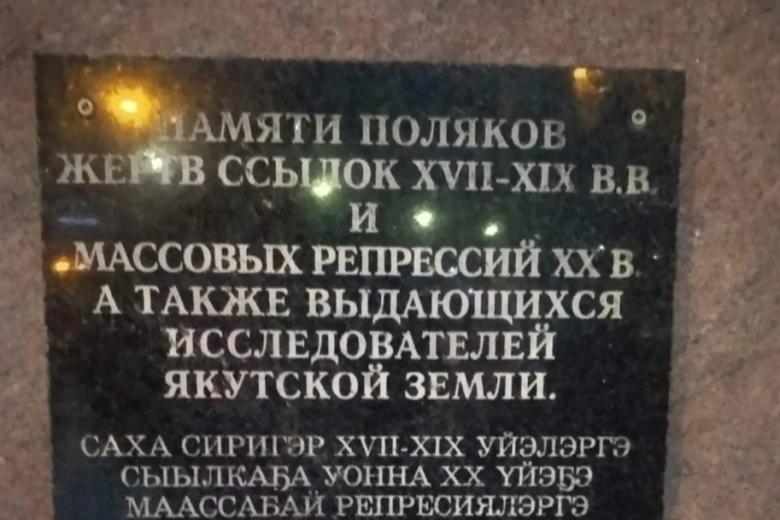 ПАМЯТИ ПОЛЯКОВ
ЖЕРТВ ССЫЛОК XVII-XIX В.В.
И
МАССОВЫХ РЕПРЕССИЙ XX В.
А ТАКЖЕ ВЫДАЮЩИХСЯ
ИССЛЕДОВАТЕЛЕЙ
ЯКУТСКОЙ ЗЕМЛИ.
САХА СИРИГЭР XVII-XIX УЙЭЛЭРГЭ
СЫЫЛКАҔА УОННА XX ҮЙЭҔЭ
МААССАБАЙ РЕПРЕСИЯЛЭРГЭ